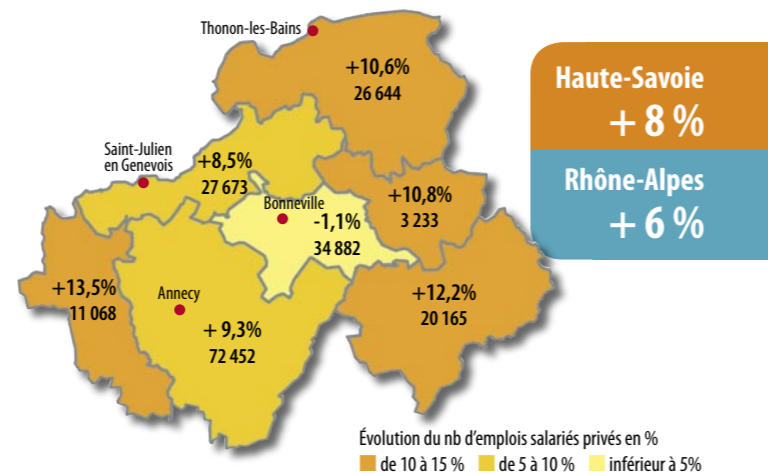 Thonon-les-Bains
+10,6%
26 644
Haute-Savoie
+ 8 %
Rhône-Alpes
+ 6 %
Saint-Julien
en Genevois
+8,5%
27 673
Bonneville
-1,1%
34 882
+10,8%
3 233
+13,5%
11 068
Annecy
+ 9,3%
72 452
+12,2%
20 165
Évolution du nb d'emplois salariés privés en %
de 10 à 15 % de 5 à 10 % inférieur à 5%